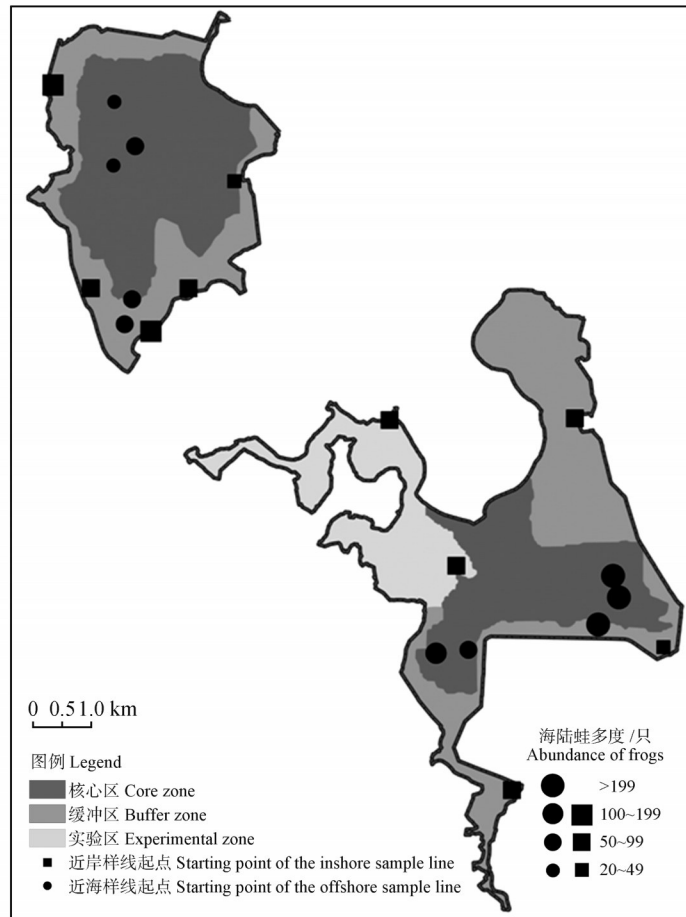 0 0.51.0 km
图例 Legend
核心区 Core zone
缓冲区 Buffer zone
实验区 Experimental zone
近岸样线起点 Starting point of the inshore sample line
近海样线起点 Starting point of the offshore sample line
海陆蛙多度 /只
Abundance of frogs
>199
100~199
50~99
20~49